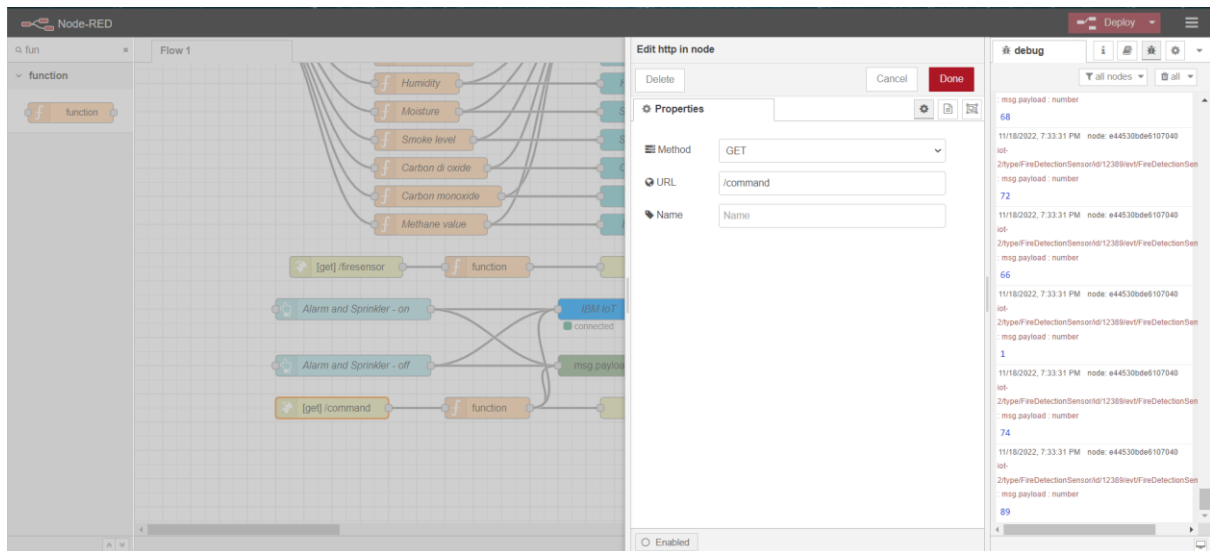 Node-RED
Deploy
fun
Flow 1
function
function
Humidity
Moisture
Smoke level
Carbon di oxide
Carbon monoxide
Methane value
[get] /firesensor
function
Alarm and Sprinkler - on
IBM IoT
connected
Alarm and Sprinkler - off
msg.payloa
[get] /command
function
Edit http in node
Delete
Cancel
Done
Properties
Method
GET
URL
/command
Name
Name
Enabled
debug
i
all nodes
all
: msg.payload : number
68
11/18/2022, 7:33:31 PM node: e44530bde6107040
iot-
2/type/FireDetectionSensor/id/12389/evt/FireDetectionSen
: msg.payload : number
72
11/18/2022, 7:33:31 PM node: e44530bde6107040
iot-
2/type/FireDetectionSensor/id/12389/evt/FireDetectionSen
: msg.payload : number
66
11/18/2022, 7:33:31 PM node: e44530bde6107040
iot-
2/type/FireDetectionSensor/id/12389/evt/FireDetectionSen
: msg.payload : number
1
11/18/2022, 7:33:31 PM node: e44530bde6107040
iot-
2/type/FireDetectionSensor/id/12389/evt/FireDetectionSen
: msg.payload : number
74
11/18/2022, 7:33:31 PM node: e44530bde6107040
iot-
2/type/FireDetectionSensor/id/12389/evt/FireDetectionSen
: msg.payload : number
89